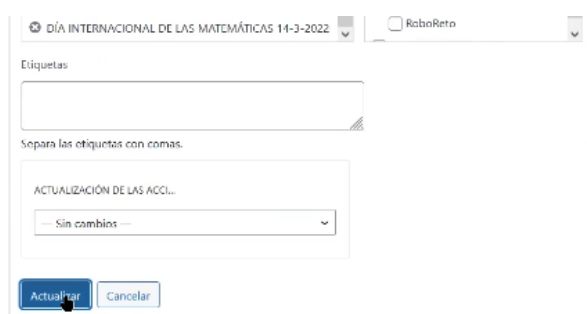 DÍA INTERNACIONAL DE LAS MATEMÁTICAS 14-3-2022
RoboReto
Etiquetas
Separa las etiquetas con comas.
ACTUALIZACIÓN DE LAS ACCI...
— Sin cambios —
Actualizar
Cancelar